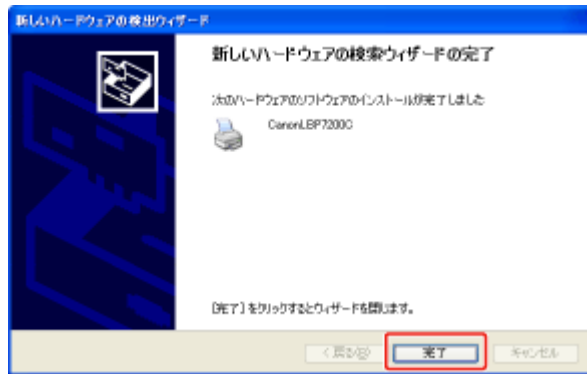 新しいハードウェアの検出ウィザード
新しいハードウェアの検索ウィザードの完了
次のハードウェアのソフトウェアのインストールが完了しました
CanonLBP7200C
[完了] をクリックするとウィザードを閉じます。
< 戻る(B)
完了
キャンセル